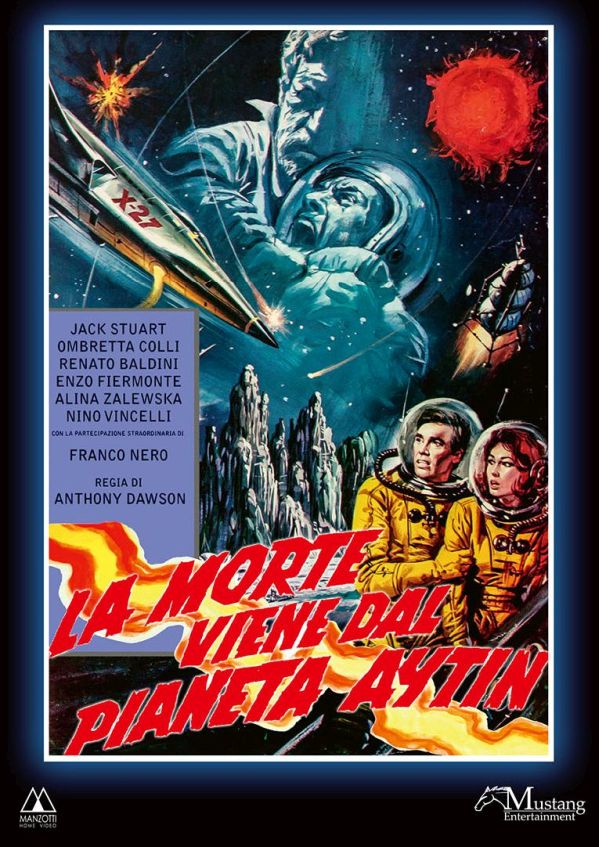 X-27
JACK STUART
OMBRETTA COLLI
RENATO BALDINI
ENZO FIERMONTE
ALINA ZALEWSKA
NINO VINCELLI
CON LA PARTECIPAZIONE STRAORDINARIA DI
FRANCO NERO
REGIA DI
ANTHONY DAWSON
LA MORTE
VIENE DAL
PIANETA AYTIN
MANZOTTI
HOME VIDEO
Mustang
Entertainment